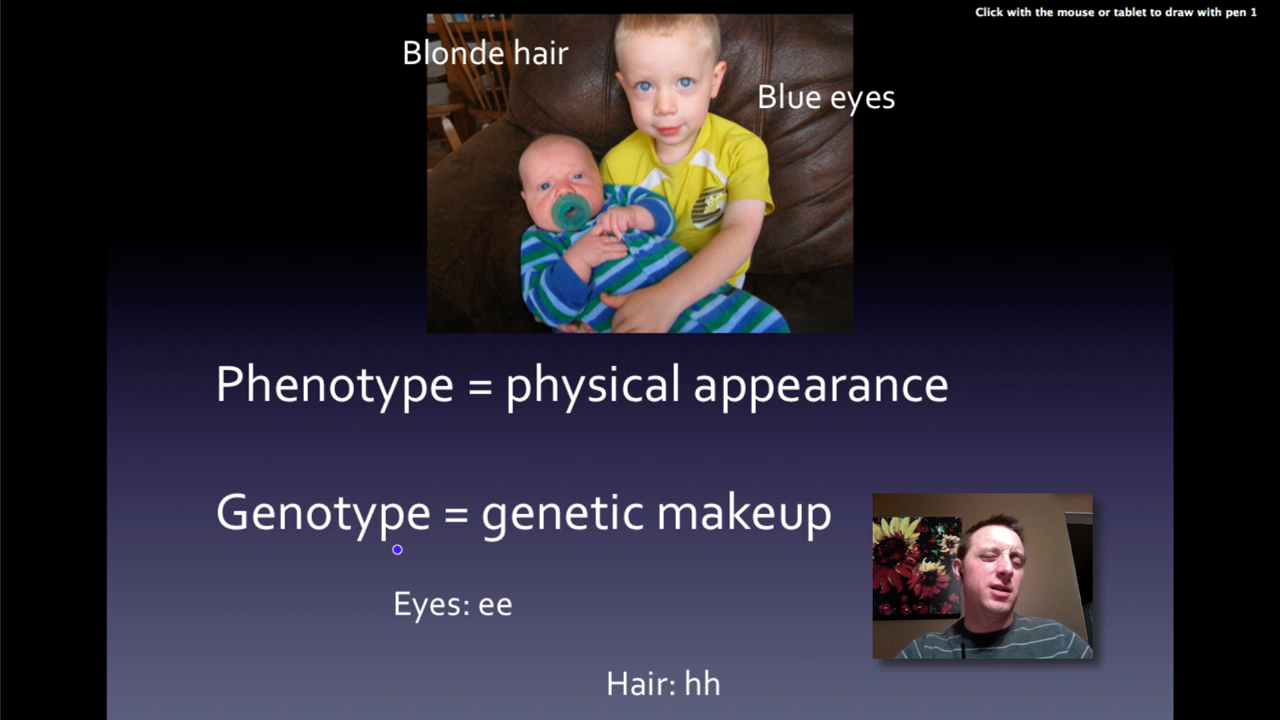 Click with the mouse or tablet to draw with pen 1
Blonde hair
Blue eyes
Phenotype = physical appearance
Genotype = genetic makeup
Eyes: ee
Hair: hh